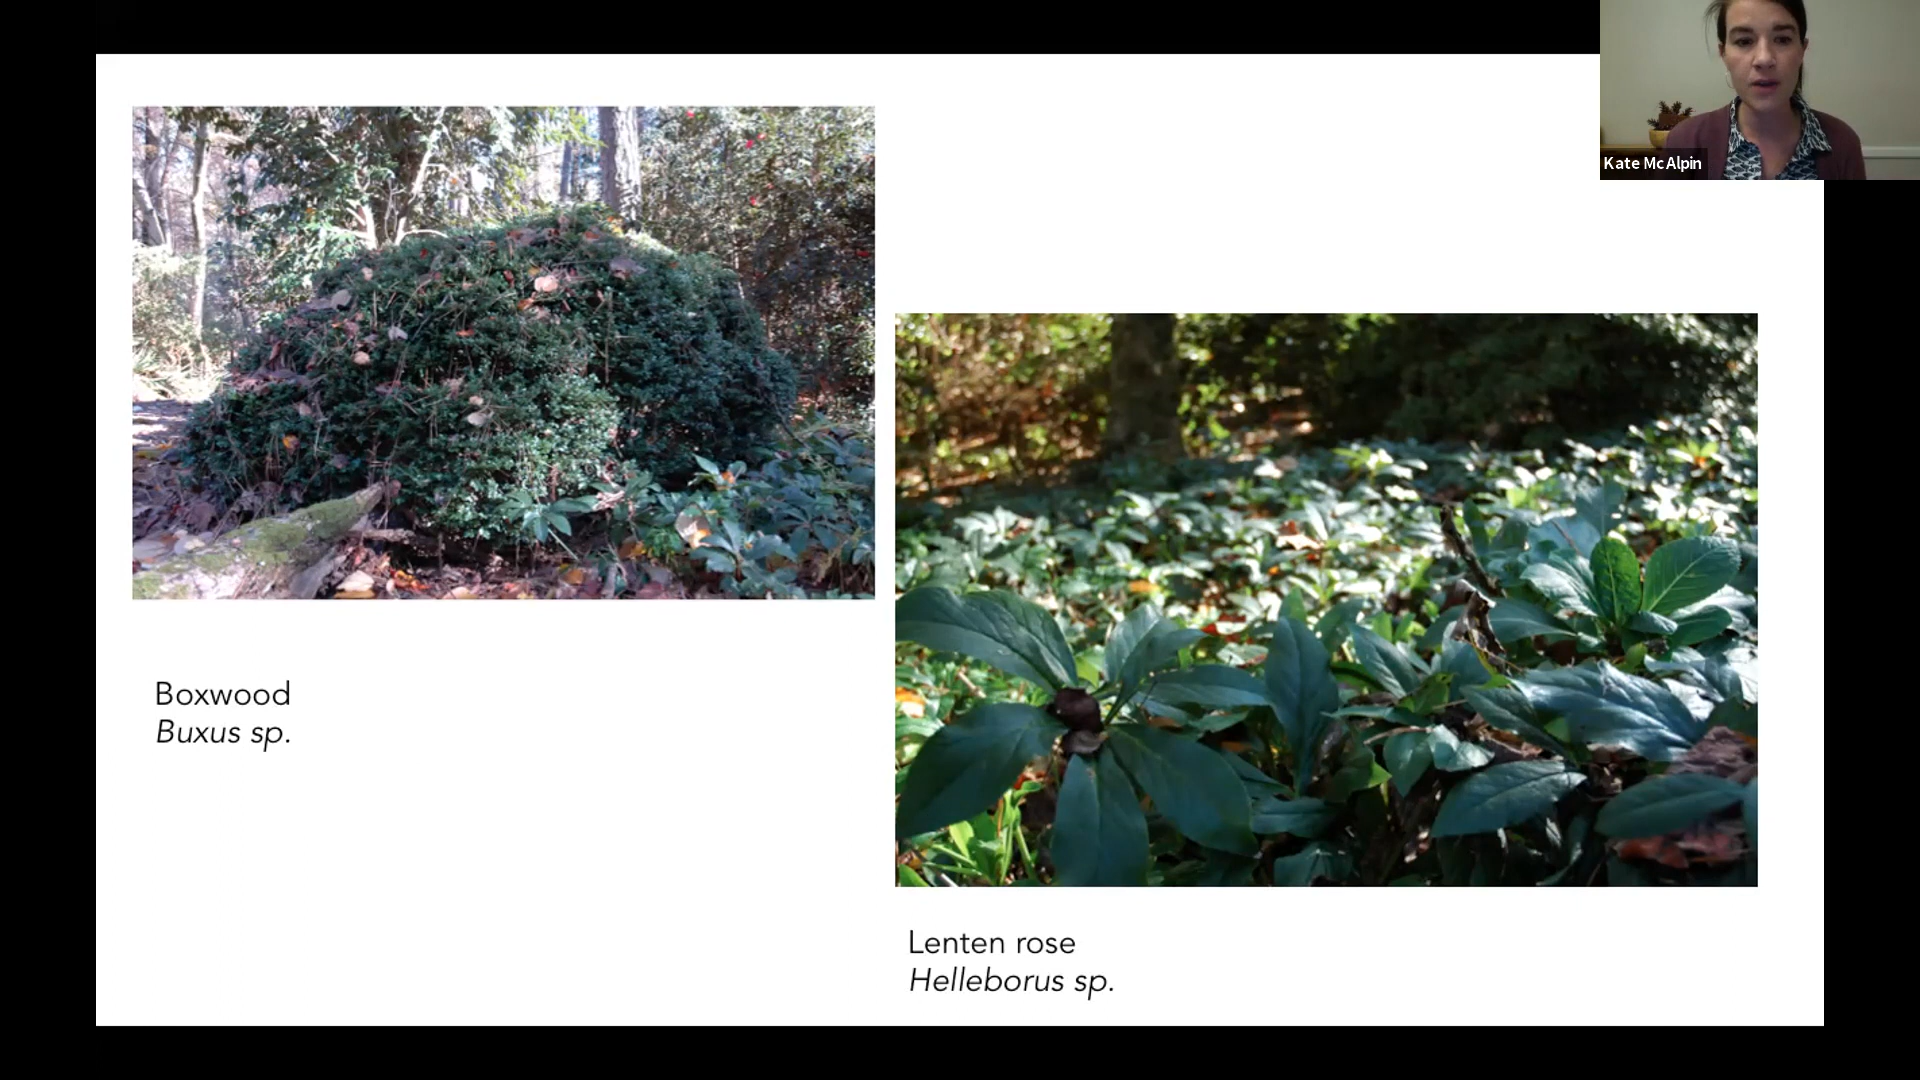 Kate McAlpin
Boxwood
Buxus sp.
Lenten rose
Helleborus sp.